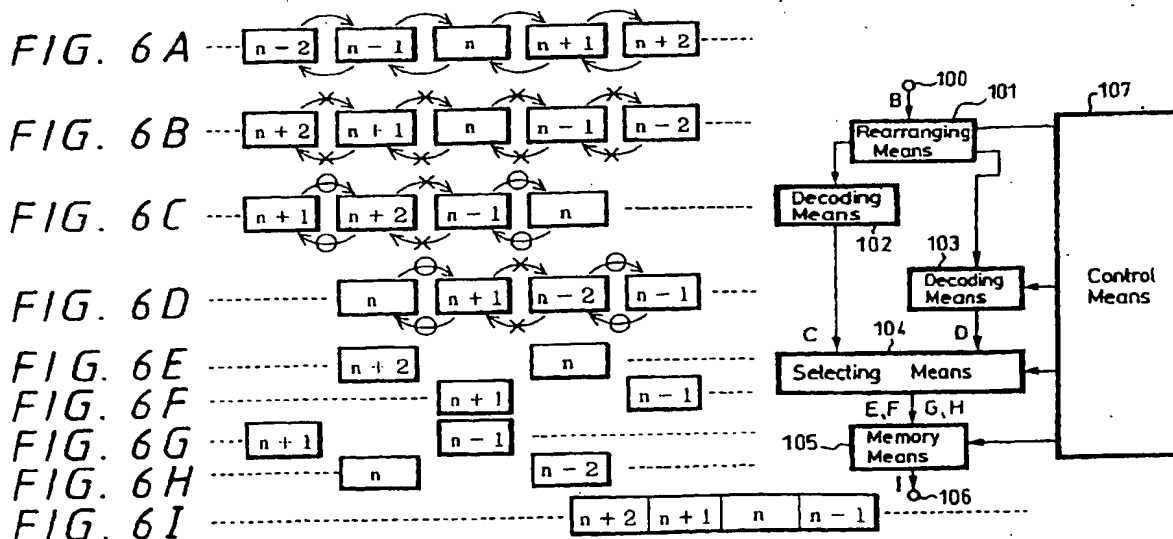 FIG. 6A n - 2 n - 1 n n + 1 n + 2
FIG. 6B n + 2 n + 1 n n - 1 n - 2
FIG. 6C n + 1 n + 2 n - 1 n
FIG. 6D n n + 1 n - 2 n - 1
FIG. 6E n + 2 n
FIG. 6F n + 1 n - 1
FIG. 6G n + 1 n - 1
FIG. 6H n n - 2
FIG. 6I n + 2 n + 1 n n - 1
100
B
101
Rearranging
Means
107
Control
Means
Decoding
Means
102
103
Decoding
Means
C
104
D
Selecting Means
E,F G,H
105
Memory
Means
I
106